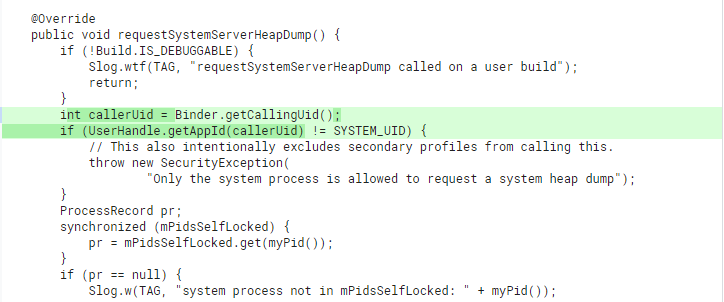 @Override
public void requestSystemServerHeapDump() {
if (!Build.IS_DEBUGGABLE) {
Slog.wtf(TAG, "requestSystemServerHeapDump called on a user build");
return;
}
int callerUid = Binder.getCallingUid();
if (UserHandle.getAppId(callerUid) != SYSTEM_UID) {
// This also intentionally excludes secondary profiles from calling this.
throw new SecurityException(
"Only the system process is allowed to request a system heap dump");
}
ProcessRecord pr;
synchronized (mPidsSelfLocked) {
pr = mPidsSelfLocked.get(myPid());
}
if (pr == null) {
Slog.w(TAG, "system process not in mPidsSelfLocked: " + myPid());